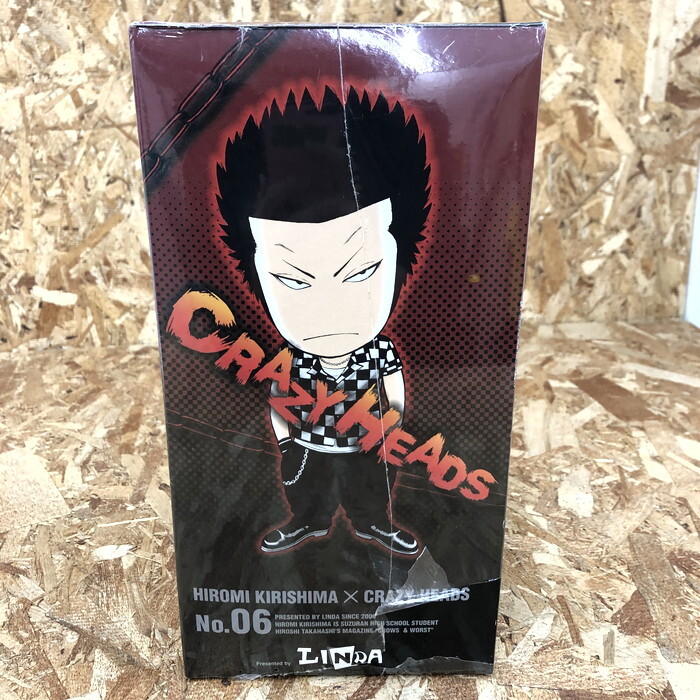 CRAZY HEADS
HIROMI KIRISHIMA × CRAZY HEADS
No.06
PRESENTED BY LINDA SINCE
HIROMI KIRISHIMA IS SUZURAN HIGH SCHOOL STUDENT
HIROSHI TAKAHASHI'S MAGAZINE "CROWS & WORST"
Presented by LINDA